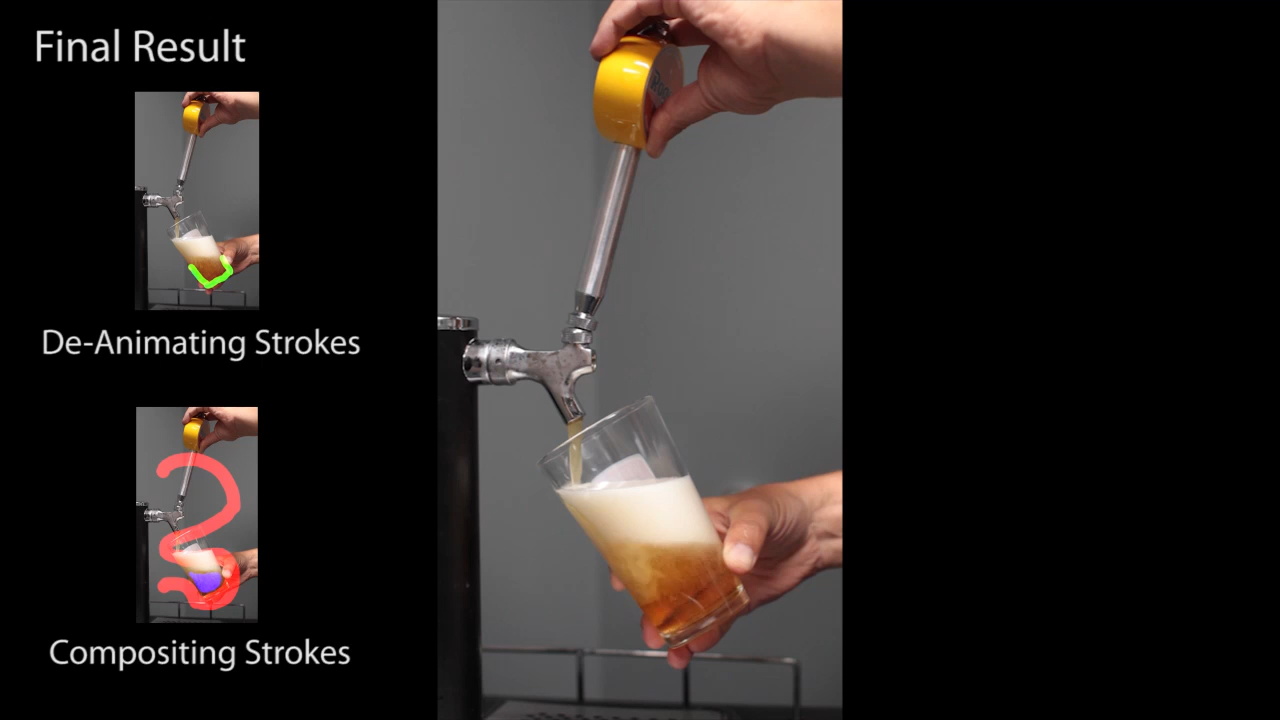 Final Result
De-Animating Strokes
Compositing Strokes